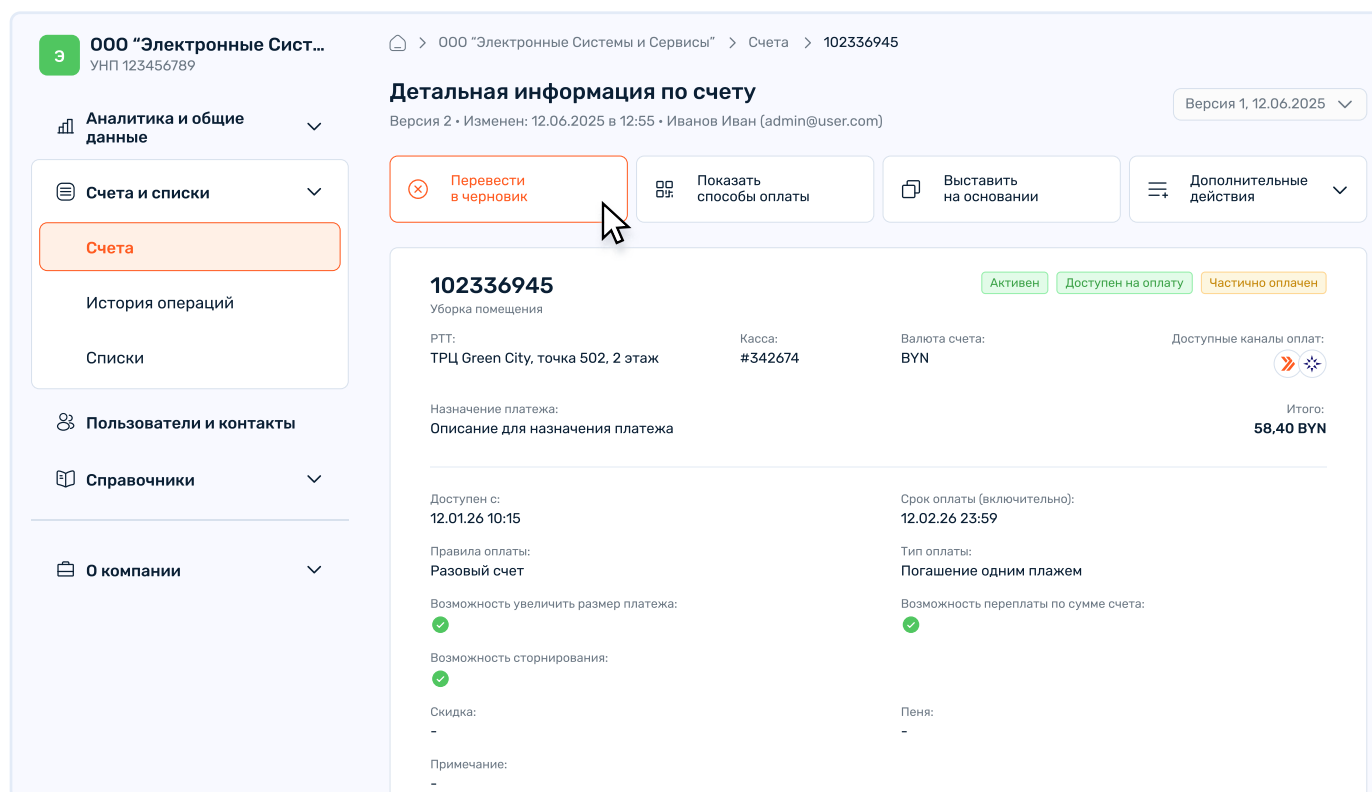 Э
ООО “Электронные Сист...
УНП 123456789
Аналитика и общие
данные
Счета и списки
Счета
История операций
Списки
Пользователи и контакты
Справочники
О компании
ООО “Электронные Системы и Сервисы” > Счета > 102336945
Детальная информация по счету
Версия 2 • Изменен: 12.06.2025 в 12:55 • Иванов Иван (admin@user.com)
Версия 1, 12.06.2025
Перевести
в черновик
Показать
способы оплаты
Выставить
на основании
Дополнительные
действия
102336945
Уборка помещения
Активен
Доступен на оплату
Частично оплачен
РТТ:
ТРЦ Green City, точка 502, 2 этаж
Касса:
#342674
Валюта счета:
BYN
Доступные каналы оплат:
Назначение платежа:
Описание для назначения платежа
Итого:
58,40 BYN
Доступен с:
12.01.26 10:15
Срок оплаты (включительно):
12.02.26 23:59
Правила оплаты:
Разовый счет
Тип оплаты:
Погашение одним плажем
Возможность увеличить размер платежа:
Возможность переплаты по сумме счета:
Возможность сторнирования:
Скидка:
-
Пеня:
-
Примечание:
-